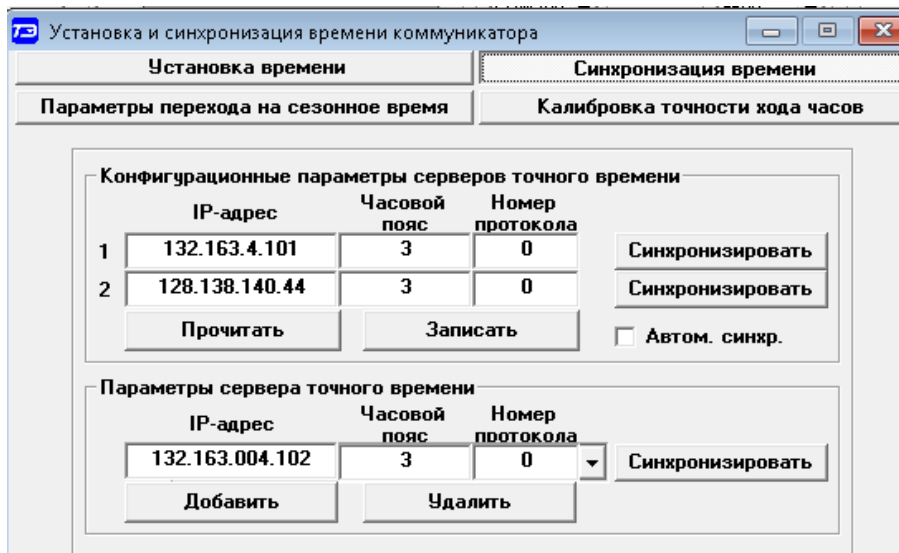 ТЭ Установка и синхронизация времени коммуникатора
Установка времени Синхронизация времени
Параметры перехода на сезонное время Калибровка точности хода часов
Конфигурационные параметры серверов точного времени
IP-адрес Часовой пояс Номер протокола
1 132.163.4.101 3 0 Синхронизировать
2 128.138.140.44 3 0 Синхронизировать
Прочитать Записать Автом. синхр.
Параметры сервера точного времени
IP-адрес Часовой пояс Номер протокола
132.163.004.102 3 0 Синхронизировать
Добавить Удалить